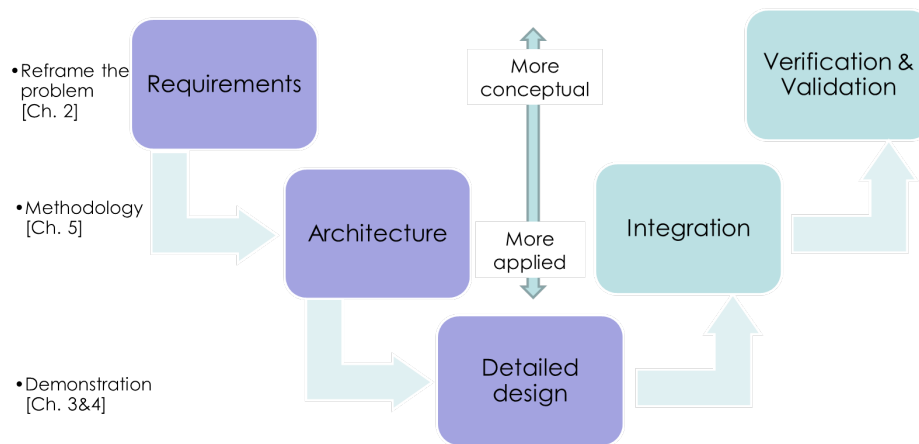 •Reframe the
problem
[Ch. 2]
Requirements
More
conceptual
Verification &
Validation
•Methodology
[Ch. 5]
Architecture
More
applied
Integration
•Demonstration
[Ch. 3&4]
Detailed
design